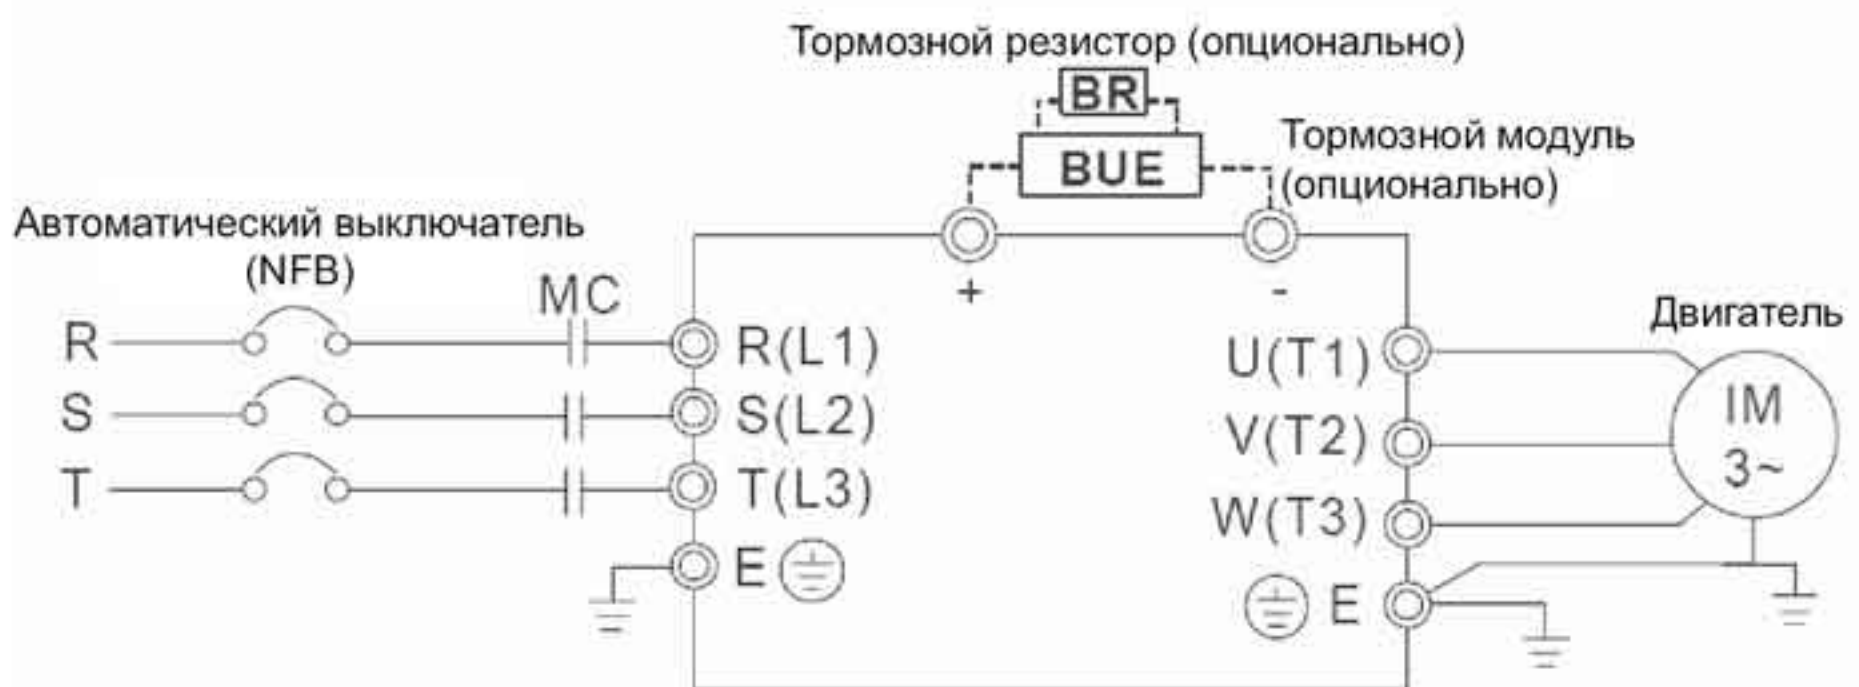 Тормозной резистор (опционально)
BR
Тормозной модуль
(опционально)
BUE
Автоматический выключатель
(NFB)
MC
+
-
Двигатель
R
R(L1)
U(T1)
IM
3~
S
S(L2)
V(T2)
T
T(L3)
W(T3)
E
E